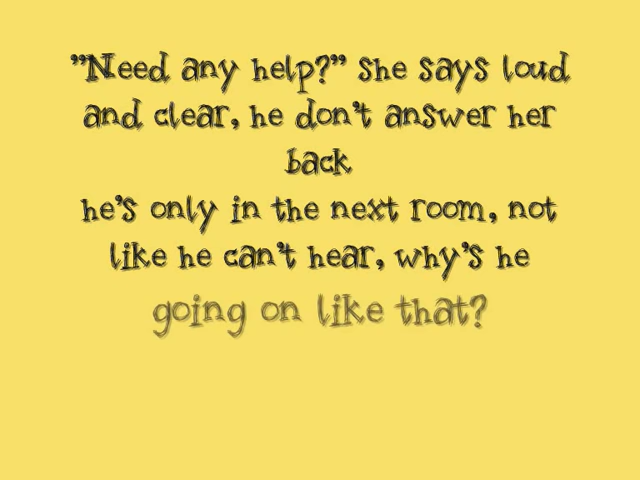 "Need any help?" she says loud
and clear, he don't answer her
back
he's only in the next room, not
like he can't hear, why's he
going on like that?